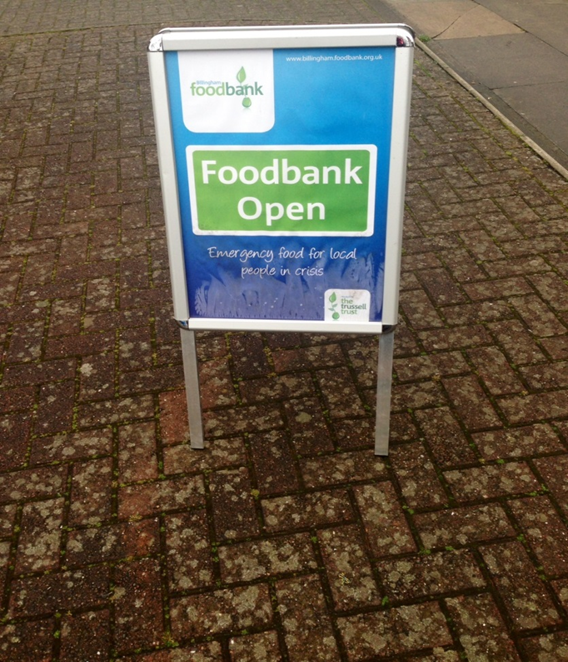 www.billingham.foodbank.org.uk
Billingham
foodbank
Foodbank
Open
Emergency food for local
people in crisis
the
trussell
trust